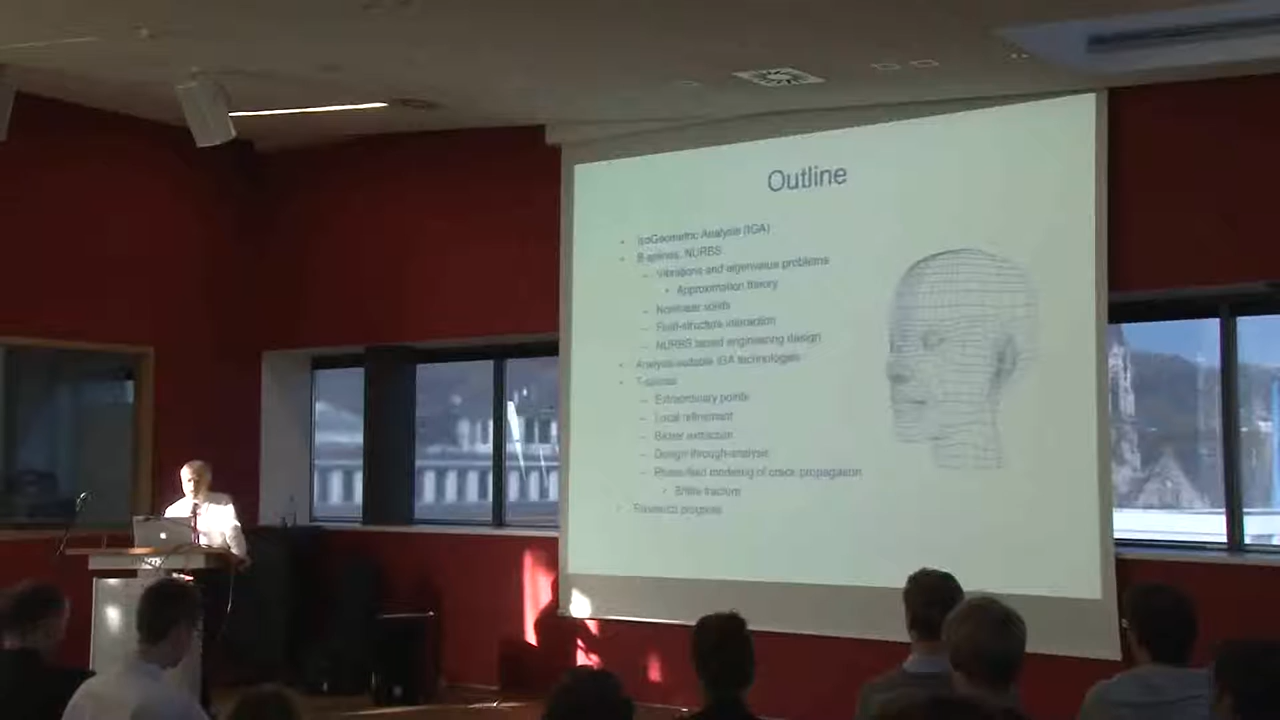 Outline
• IsoGeometric Analysis (IGA)
• B-splines, NURBS
– Vibrations and eigenvalue problems
• Approximation theory
– Nonlinear solids
– Fluid-structure interaction
– NURBS based engineering design
• Analysis-suitable IGA technologies
• T-splines
– Extraordinary points
– Local refinement
– Bézier extraction
– Design-through-analysis
– Phase-field modeling of crack propagation
• Brittle fracture
• Research progress